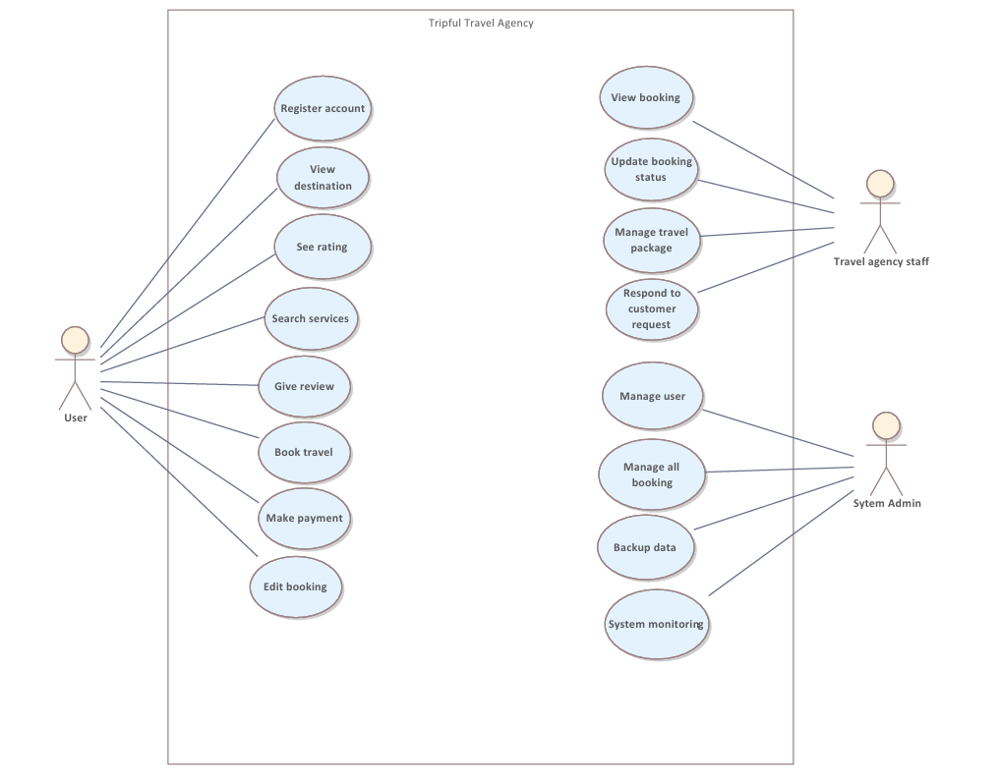 Tripful Travel Agency
Register account
View
destination
See rating
Search services
Give review
Book travel
Make payment
Edit booking
User
View booking
Update booking
status
Manage travel
package
Respond to
customer
request
Travel agency staff
Manage user
Manage all
booking
Backup data
System monitoring
Sytem Admin